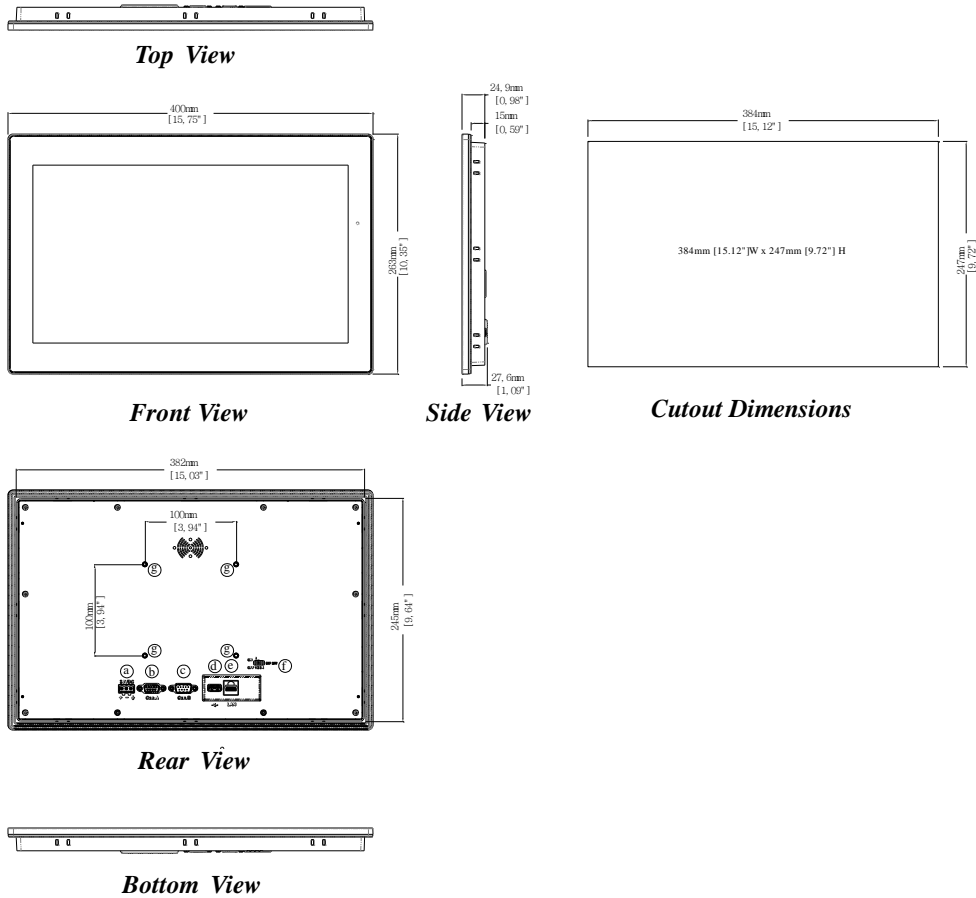 Top View
400mm
[15,75"]
24,9mm
[0,98"]
15mm
[0,59"]
384mm
[15,12"]
263mm
[10,35"]
384mm [15.12"]W x 247mm [9.72"] H
247mm
[9,72"]
27,6mm
[1,09"]
Front View
Side View
Cutout Dimensions
382mm
[15,03"]
100mm
[3,94"]
g
g
100mm
[3,94"]
245mm
[9,64"]
g
g
a
b
c
d
e
f
LAN
Rear View
Bottom View